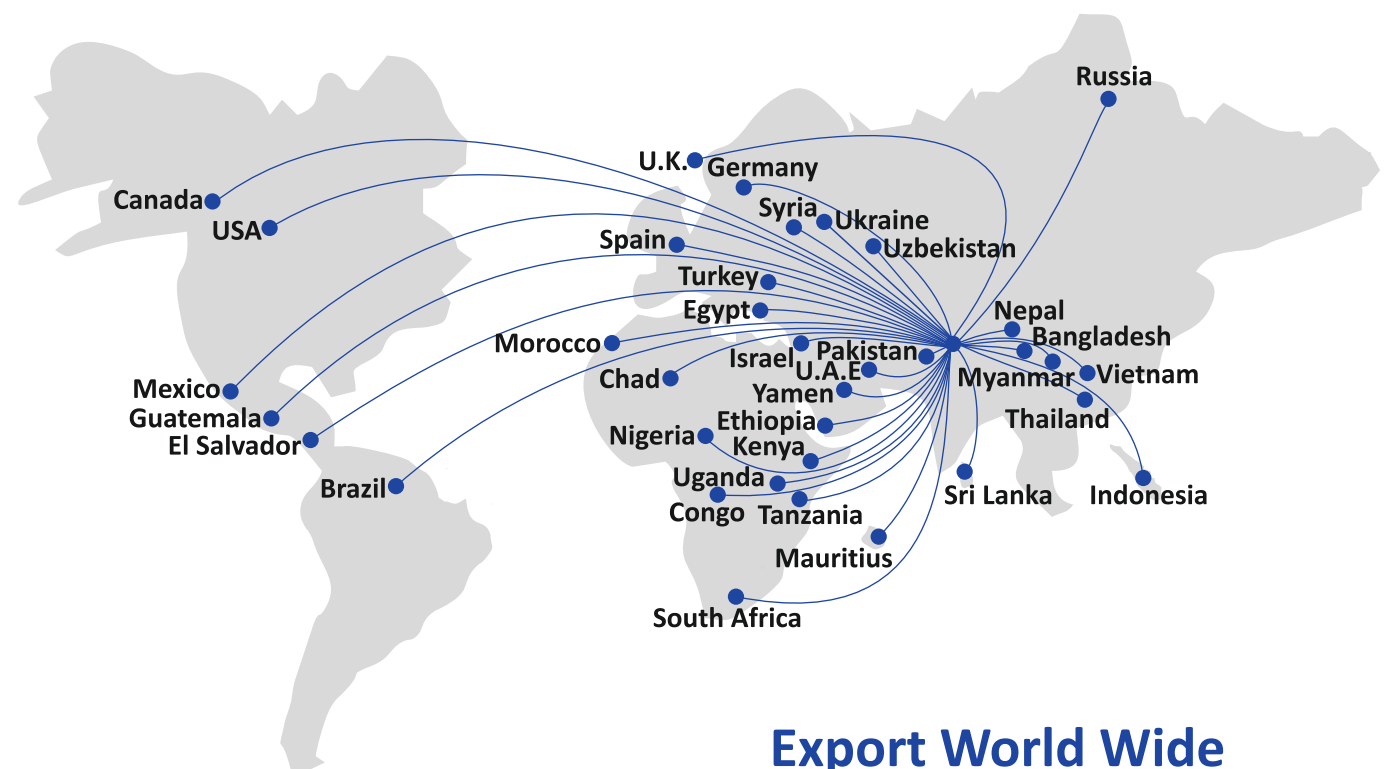 Russia
U.K.
Germany
Canada
USA
Syria
Ukraine
Spain
Uzbekistan
Turkey
Egypt
Nepal
Bangladesh
Morocco
Israel
Pakistan
U.A.E
Chad
Myanmar
Vietnam
Mexico
Yamen
Guatemala
Ethiopia
Thailand
El Salvador
Nigeria
Kenya
Brazil
Uganda
Sri Lanka
Indonesia
Congo
Tanzania
Mauritius
South Africa
Export World Wide